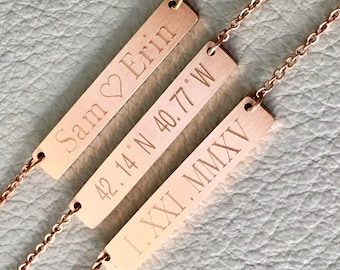 Sam ♡ Erin
42.14° N 40.77° W
I.XXI.MMXV